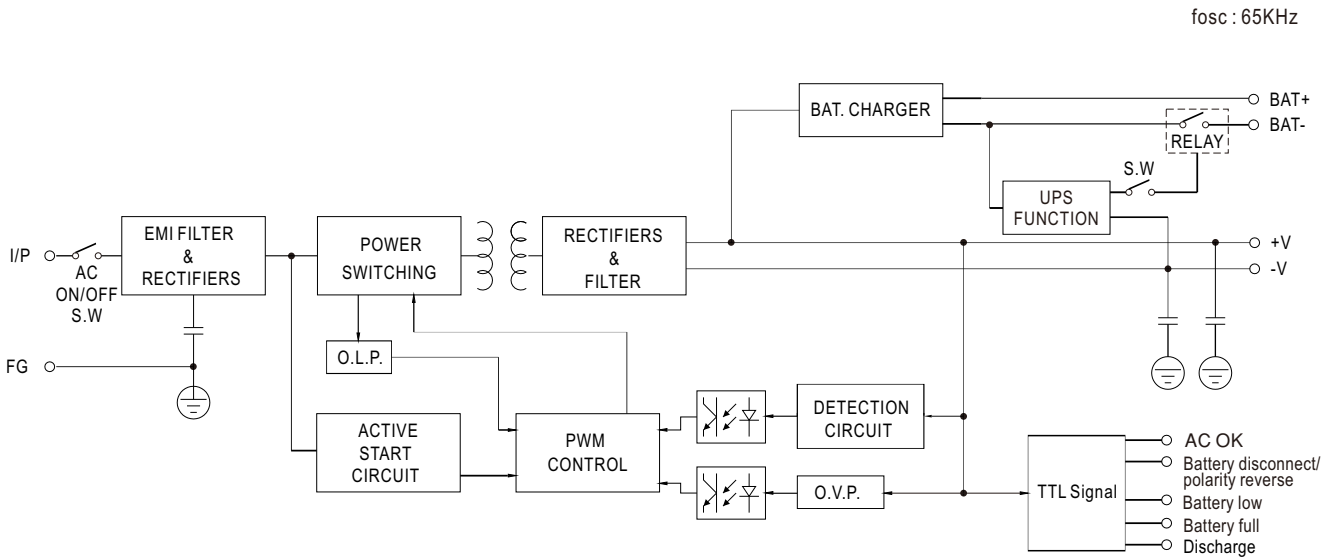 fosc : 65KHz
BAT. CHARGER
BAT+
BAT-
RELAY
S.W
UPS
FUNCTION
I/P
AC
ON/OFF
S.W
EMI FILTER
&
RECTIFIERS
POWER
SWITCHING
RECTIFIERS
&
FILTER
+V
-V
FG
O.L.P.
ACTIVE
START
CIRCUIT
PWM
CONTROL
DETECTION
CIRCUIT
O.V.P.
TTL Signal
AC OK
Battery disconnect/
polarity reverse
Battery low
Battery full
Discharge